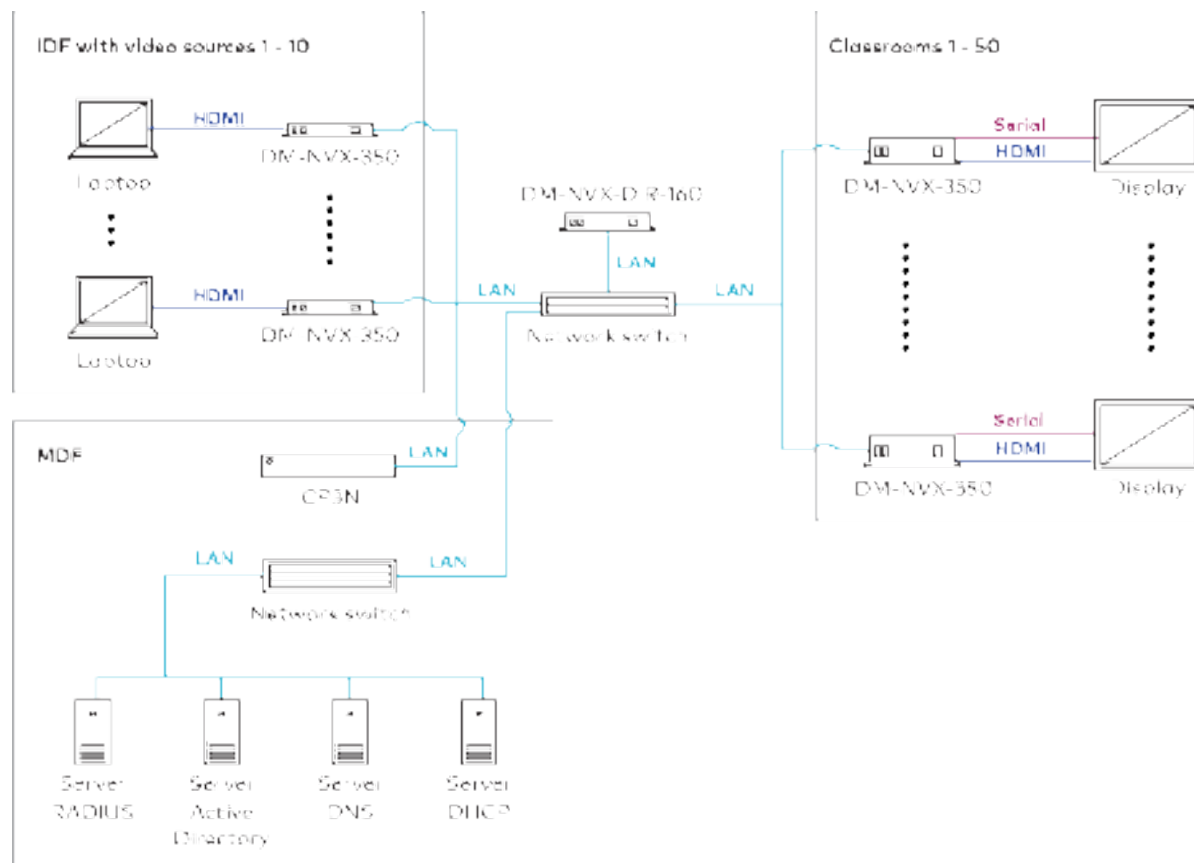 IDF with video sources 1 - 10
HDMI
DM-NVX-350
Laptop
HDMI
DM-NVX-350
Laptop
DM-NVX-DIR-160
LAN
LAN
LAN
Network switch
Classrooms 1 - 50
Serial
HDMI
DM-NVX-350
Display
Serial
HDMI
DM-NVX-350
Display
MDF
LAN
CP3N
LAN
LAN
Network switch
Server
RADIUS
Server
Active
Directory
Server
DNS
Server
DHCP